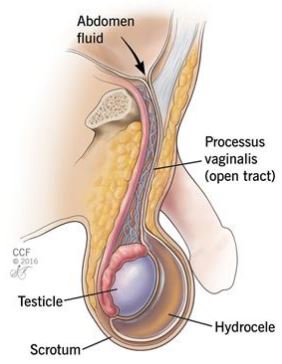 Abdomen
fluid
Processus
vaginalis
(open tract)
CCF
© 2016
Testicle
Hydrocele
Scrotum